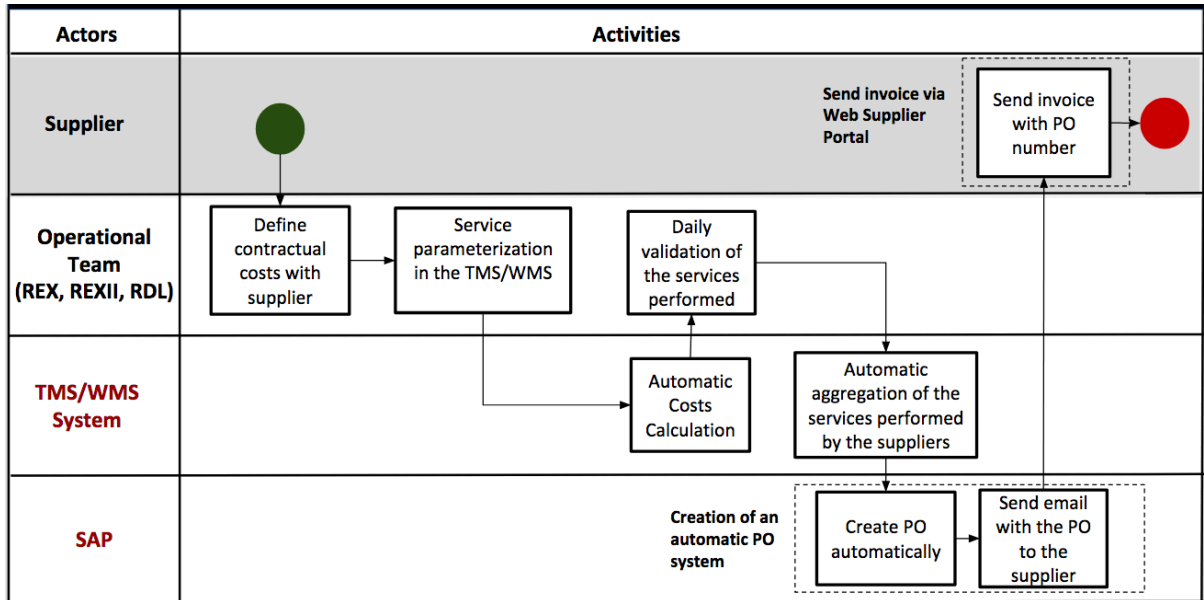 Actors
Activities
Supplier
Send invoice via
Web Supplier
Portal
Send invoice
with PO
number
Operational
Team
(REX, REXII, RDL)
Define
contractual
costs with
supplier
Service
parameterization
in the TMS/WMS
Daily
validation of
the services
performed
TMS/WMS
System
Automatic
Costs
Calculation
Automatic
aggregation of the
services performed
by the suppliers
SAP
Creation of an
automatic PO
system
Create PO
automatically
Send email
with the PO
to the
supplier